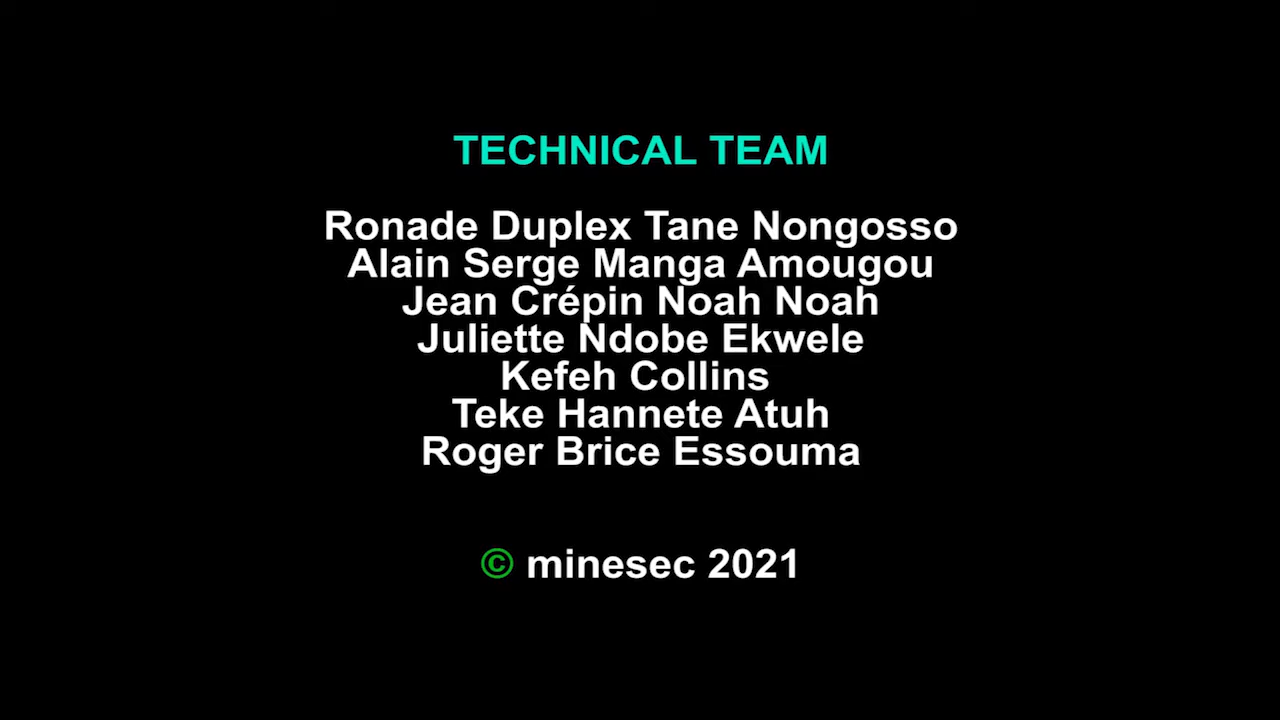 TECHNICAL TEAM
Ronade Duplex Tane Nongosso
Alain Serge Manga Amougou
Jean Crépin Noah Noah
Juliette Ndobe Ekwele
Kefeh Collins
Teke Hannete Atuh
Roger Brice Essouma
© minesec 2021